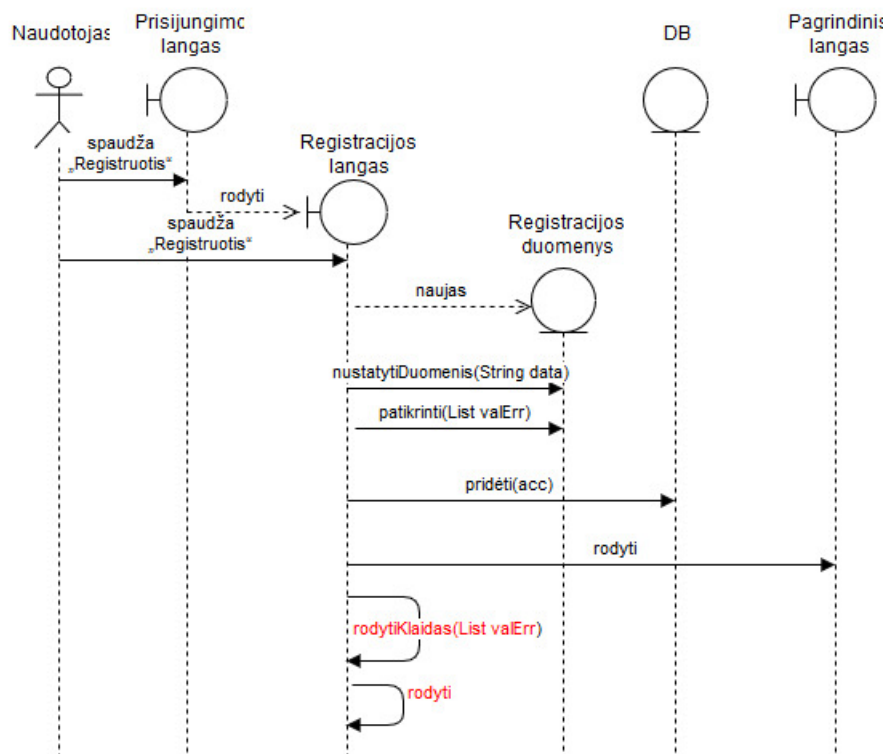 Naudotojas
Prisijungimo
langas
DB
Pagrindinis
langas
spaudža
„Registruotis“
Registracijos
langas
rodyti
spaudža
„Registruotis“
Registracijos
duomenys
naujas
nustatytiDuomenis(String data)
patikrinti(List valErr)
pridėti(acc)
rodyti
rodytiKlaidas(List valErr)
rodyti